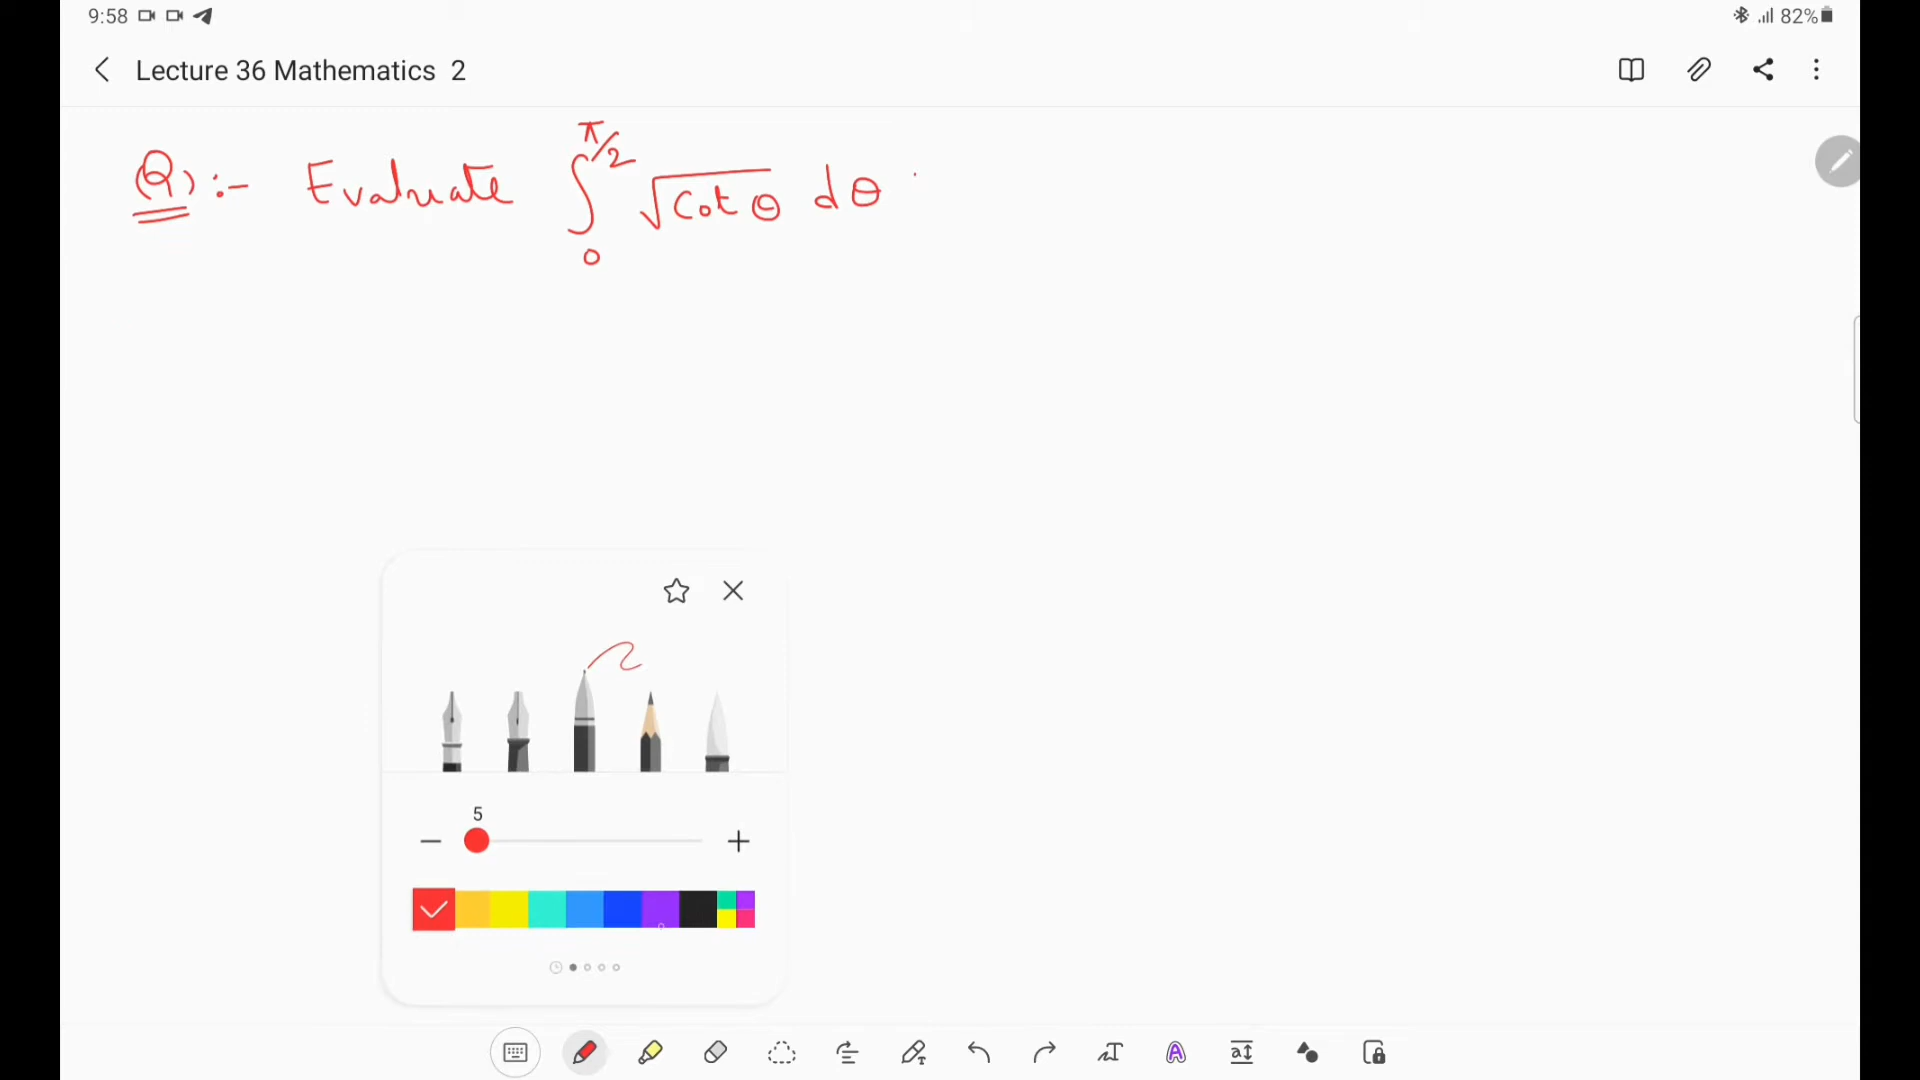 9:58 82%
Lecture 36 Mathematics 2
Q):- Evaluate ∫₀^π/2 √Cot θ dθ
5